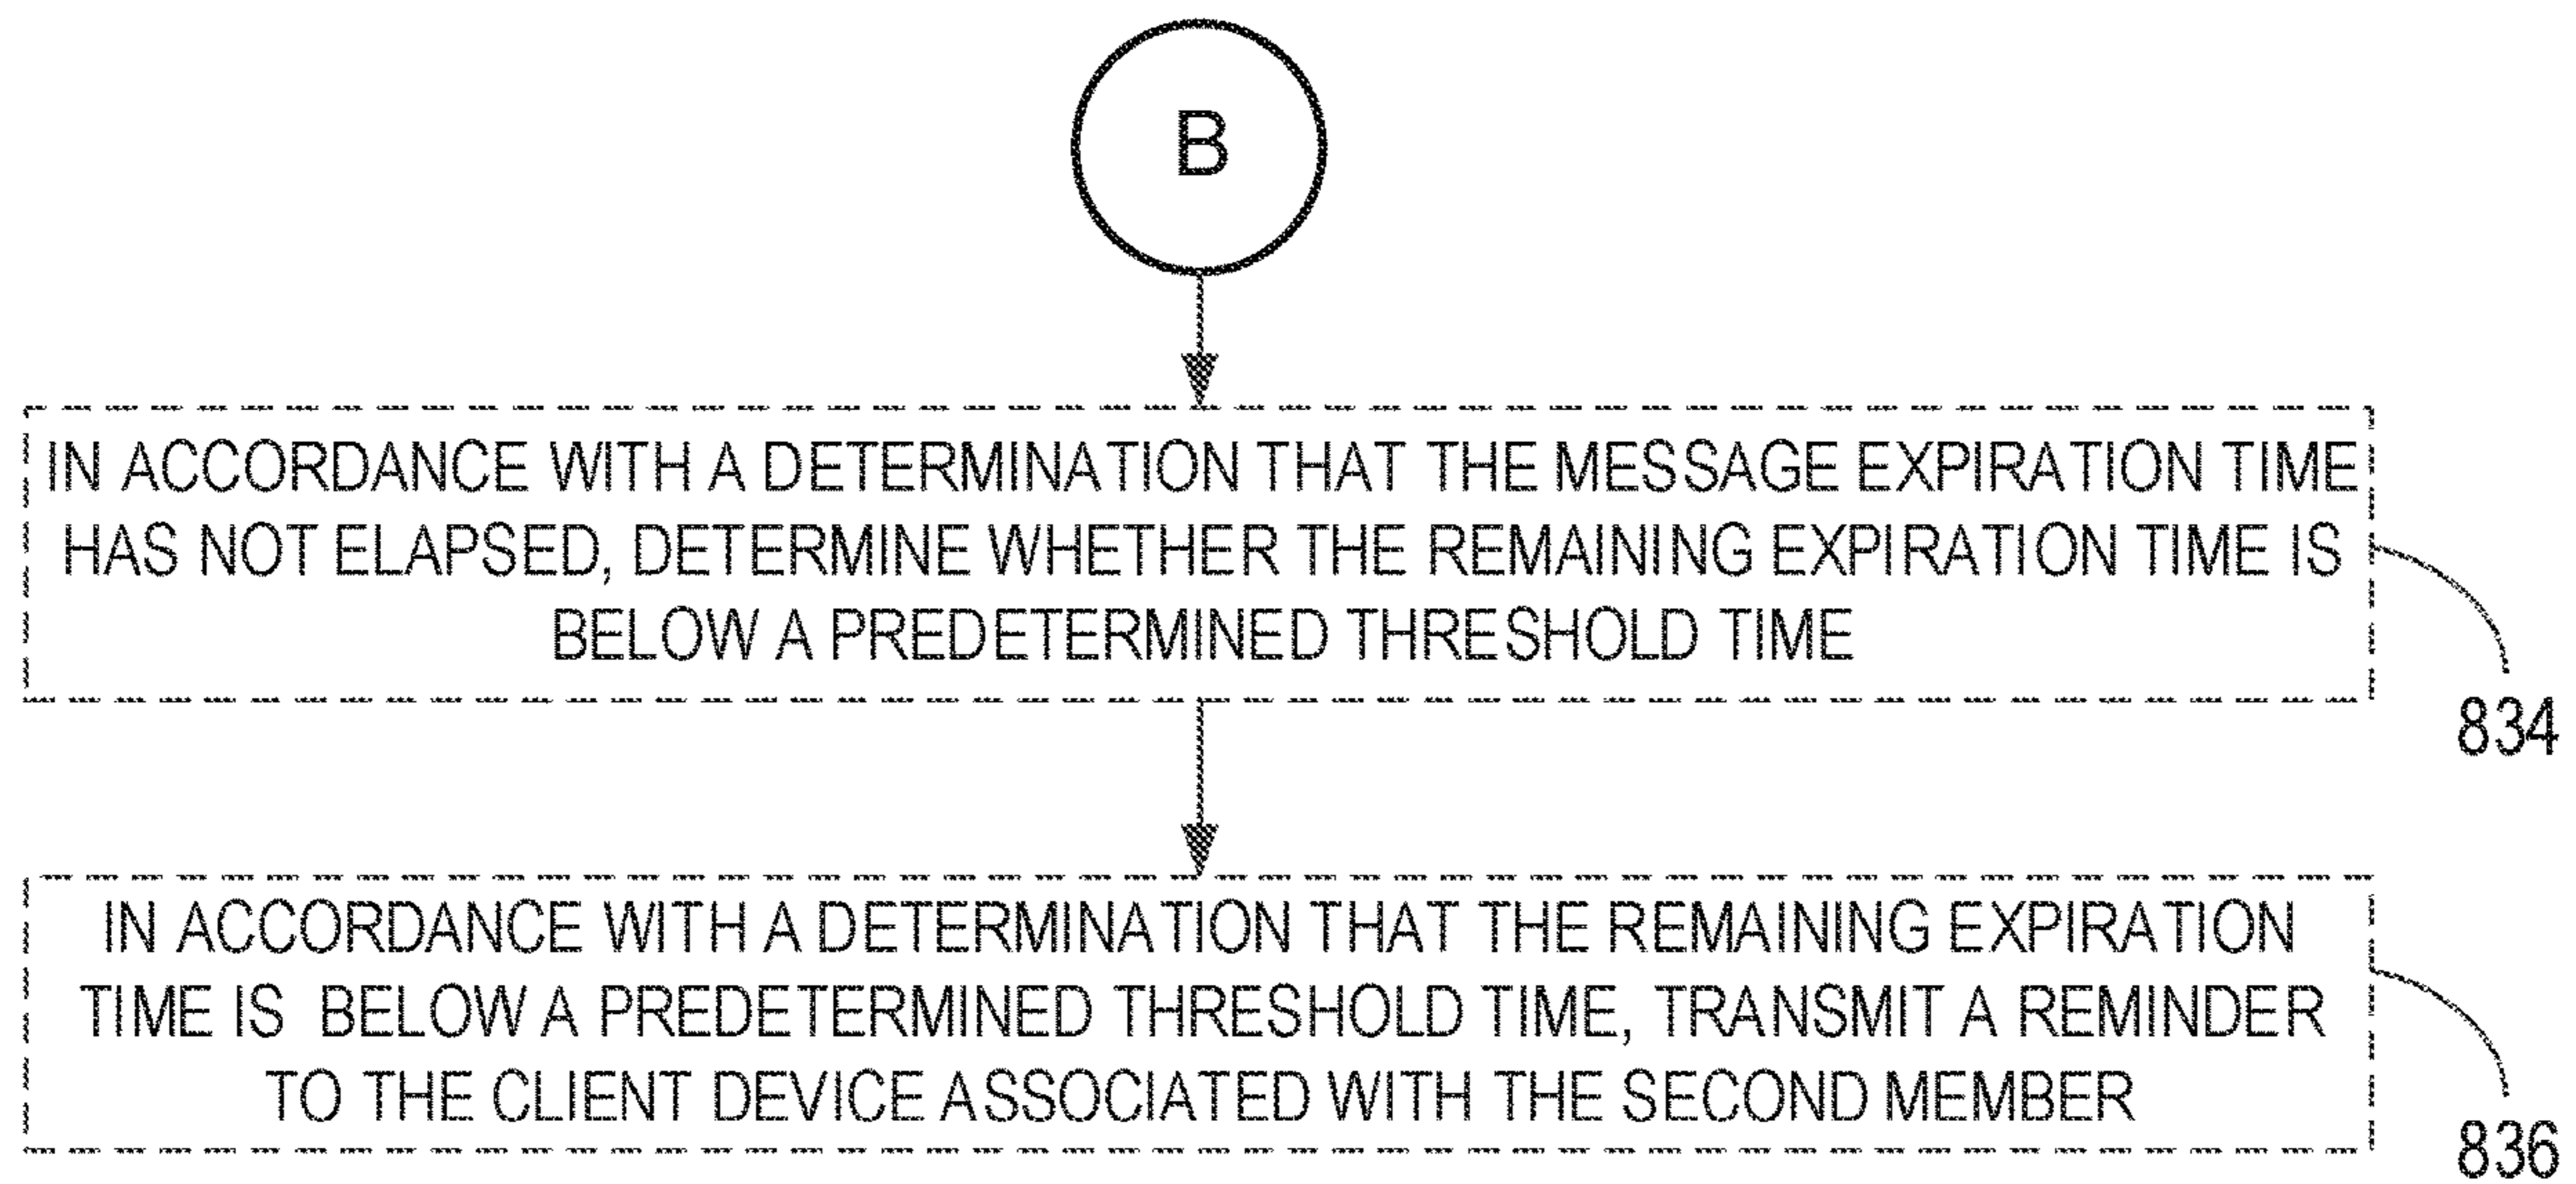 B
IN ACCORDANCE WITH A DETERMINATION THAT THE MESSAGE EXPIRATION TIME
HAS NOT ELAPSED, DETERMINE WHETHER THE REMAINING EXPIRATION TIME IS
BELOW A PREDETERMINED THRESHOLD TIME
834
IN ACCORDANCE WITH A DETERMINATION THAT THE REMAINING EXPIRATION
TIME IS BELOW A PREDETERMINED THRESHOLD TIME, TRANSMIT A REMINDER
TO THE CLIENT DEVICE ASSOCIATED WITH THE SECOND MEMBER
836